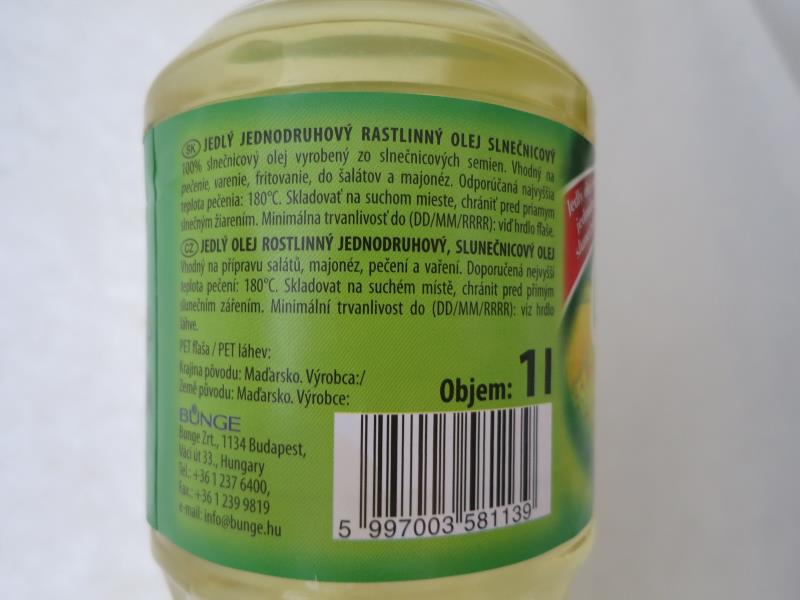 SK JEDLÝ JEDNODRUHOVÝ RASTLINNÝ OLEJ SLNEČNICOVÝ
100% slnečnicový olej vyrobený zo slnečnicových semien. Vhodný na
pečenie, varenie, fritovanie, do šalátov a majonéz. Odporúčaná najvyššia
teplota pečenia: 180°C. Skladovať na suchom mieste, chrániť pred priamym
slnečným žiarením. Minimálna trvanlivosť do (DD/MM/RRRR): viď hrdlo fľaše.
CZ JEDLÝ OLEJ ROSTLINNÝ JEDNODRUHOVÝ, SLUNEČNICOVÝ OLEJ
Vhodný na přípravu salátů, majonéz, pečení a vaření. Doporučená nejvyšší
teplota pečení: 180°C. Skladovat na suchém místě, chránit pred přímým
slunečním zářením. Minimální trvanlivost do (DD/MM/RRRR): viz hrdlo
láhve.
PET fľaša / PET láhev:
Krajina pôvodu: Maďarsko. Výrobca:/
Země původu: Maďarsko. Výrobce:
Objem: 1 l
BUNGE
Bunge Zrt., 1134 Budapest,
Váci út 33., Hungary
Tel.: +36 1 237 6400,
Fax.: +36 1 239 9819
e-mail: info@bunge.hu
5 997003 581139